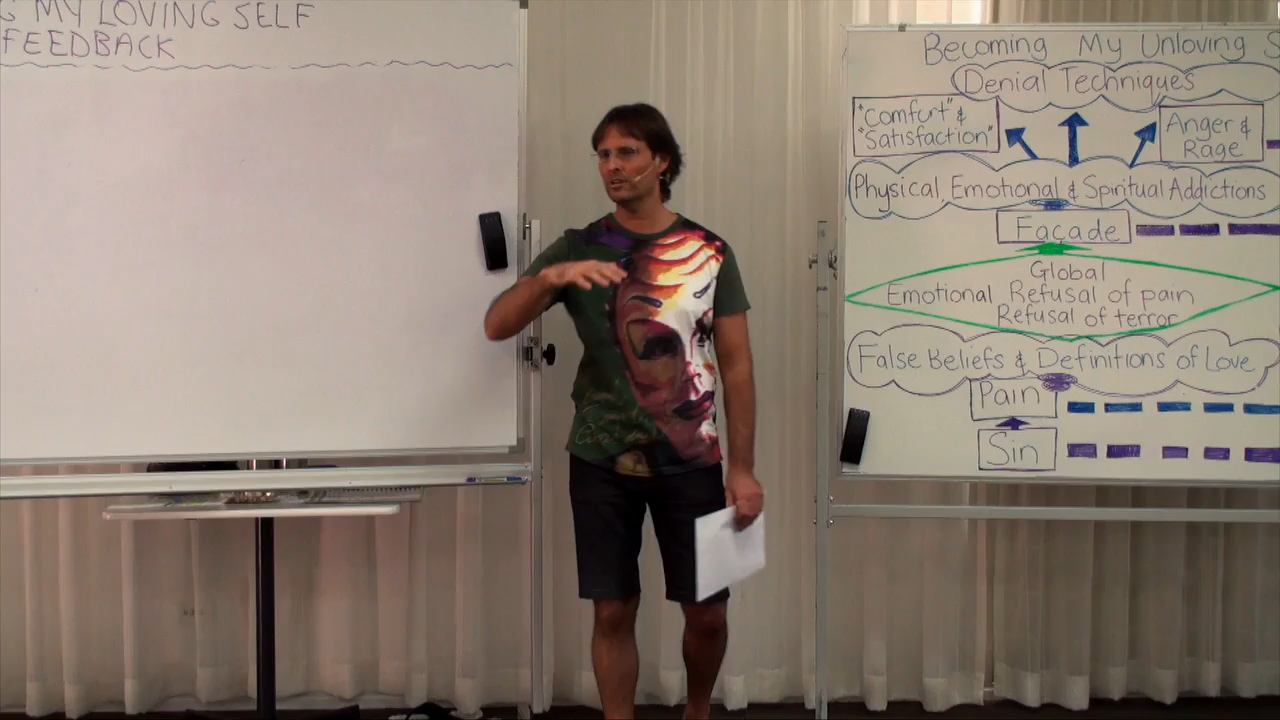 G MY LOVING SELF
FEEDBACK
Becoming My Unloving S
Denial Techniques
"Comfort" &
"Satisfaction"
Anger &
Rage
Physical, Emotional & Spiritual Addictions
Façade
Global
Emotional Refusal of pain
Refusal of terror
False Beliefs & Definitions of Love
Pain
Sin